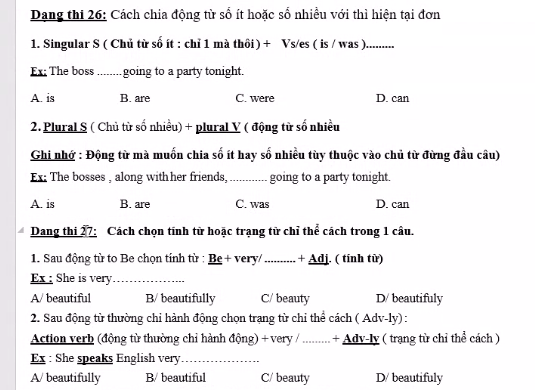 Dạng thi 26: Cách chia động từ số ít hoặc số nhiều với thì hiện tại đơn
1. Singular S ( Chủ từ số ít : chỉ 1 mà thôi ) + Vs/es ( is / was ).........
Ex: The boss ........going to a party tonight.
A. is B. are C. were D. can
2. Plural S ( Chủ từ số nhiều) + plural V ( động từ số nhiều
Ghi nhớ : Động từ mà muốn chia số ít hay số nhiều tùy thuộc vào chủ từ đứng đầu câu)
Ex: The bosses , along with her friends, ............ going to a party tonight.
A. is B. are C. was D. can
Dạng thi 27: Cách chọn tính từ hoặc trạng từ chỉ thể cách trong 1 câu.
1. Sau động từ to Be chọn tính từ : Be + very/ .......... + Adj. ( tính từ)
Ex : She is very...................
A/ beautiful B/ beautifully C/ beauty D/ beautifuly
2. Sau động từ thường chỉ hành động chọn trạng từ chỉ thể cách ( Adv-ly) :
Action verb (động từ thường chỉ hành động) + very / ......... + Adv-ly ( trạng từ chỉ thể cách )
Ex : She speaks English very....................
A/ beautifully B/ beautiful C/ beauty D/ beautifuly